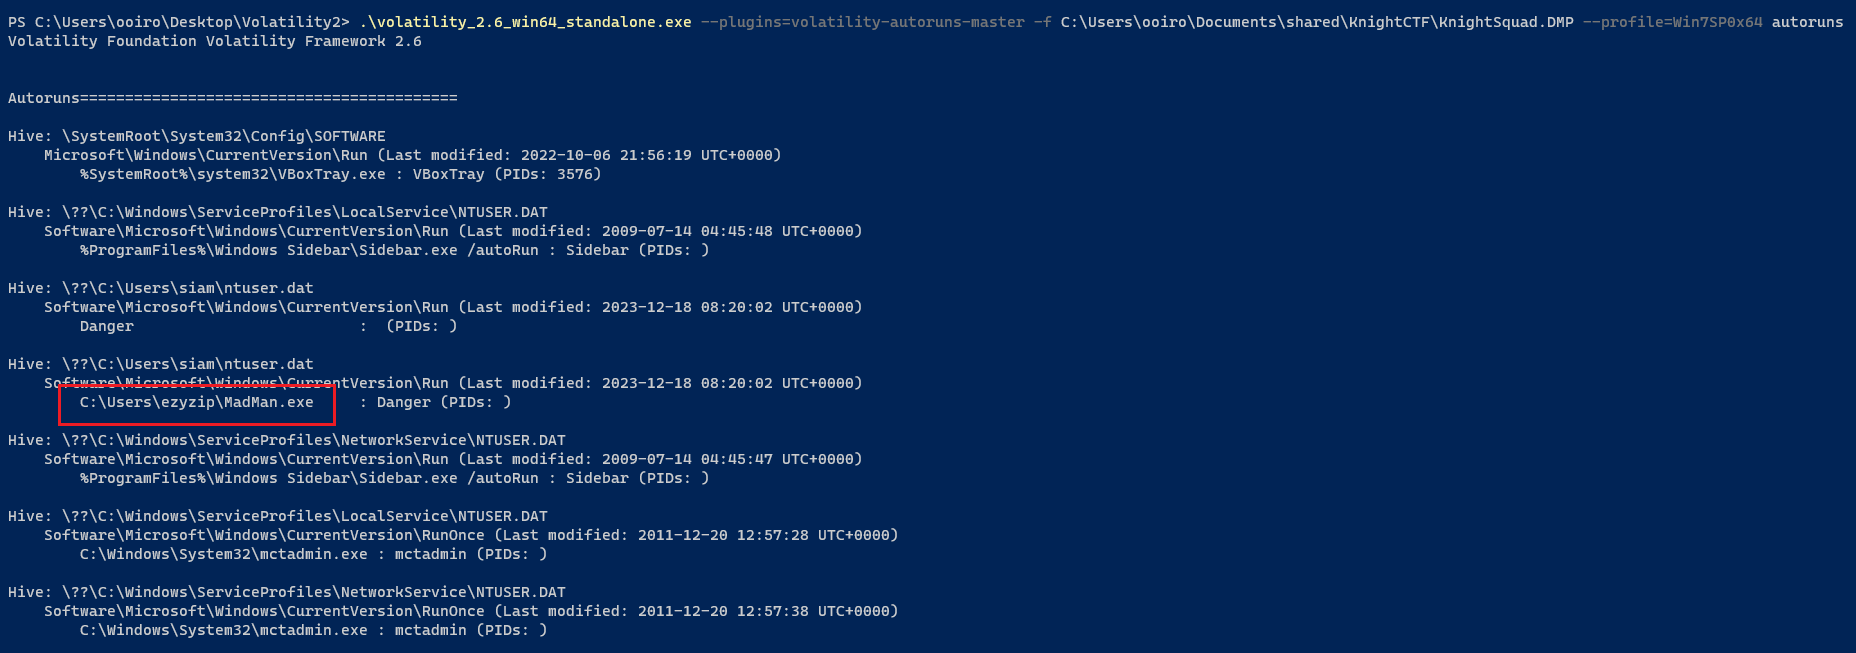 PS C:\Users\ooiro\Desktop\Volatility2> .\volatility_2.6_win64_standalone.exe --plugins=volatility-autoruns-master -f C:\Users\ooiro\Documents\shared\KnightCTF\KnightSquad.DMP --profile=Win7SP0x64 autoruns
Volatility Foundation Volatility Framework 2.6
Autoruns==========================================
Hive: \SystemRoot\System32\Config\SOFTWARE
    Microsoft\Windows\CurrentVersion\Run (Last modified: 2022-10-06 21:56:19 UTC+0000)
        %SystemRoot%\system32\VBoxTray.exe : VBoxTray (PIDs: 3576)
Hive: \??\C:\Windows\ServiceProfiles\LocalService\NTUSER.DAT
    Software\Microsoft\Windows\CurrentVersion\Run (Last modified: 2009-07-14 04:45:48 UTC+0000)
        %ProgramFiles%\Windows Sidebar\Sidebar.exe /autoRun : Sidebar (PIDs: )
Hive: \??\C:\Users\siam\ntuser.dat
    Software\Microsoft\Windows\CurrentVersion\Run (Last modified: 2023-12-18 08:20:02 UTC+0000)
        Danger                         :  (PIDs: )
Hive: \??\C:\Users\siam\ntuser.dat
    Software\Microsoft\Windows\CurrentVersion\Run (Last modified: 2023-12-18 08:20:02 UTC+0000)
        C:\Users\ezyzip\MadMan.exe     : Danger (PIDs: )
Hive: \??\C:\Windows\ServiceProfiles\NetworkService\NTUSER.DAT
    Software\Microsoft\Windows\CurrentVersion\Run (Last modified: 2009-07-14 04:45:47 UTC+0000)
        %ProgramFiles%\Windows Sidebar\Sidebar.exe /autoRun : Sidebar (PIDs: )
Hive: \??\C:\Windows\ServiceProfiles\LocalService\NTUSER.DAT
    Software\Microsoft\Windows\CurrentVersion\RunOnce (Last modified: 2011-12-20 12:57:28 UTC+0000)
        C:\Windows\System32\mctadmin.exe : mctadmin (PIDs: )
Hive: \??\C:\Windows\ServiceProfiles\NetworkService\NTUSER.DAT
    Software\Microsoft\Windows\CurrentVersion\RunOnce (Last modified: 2011-12-20 12:57:38 UTC+0000)
        C:\Windows\System32\mctadmin.exe : mctadmin (PIDs: )